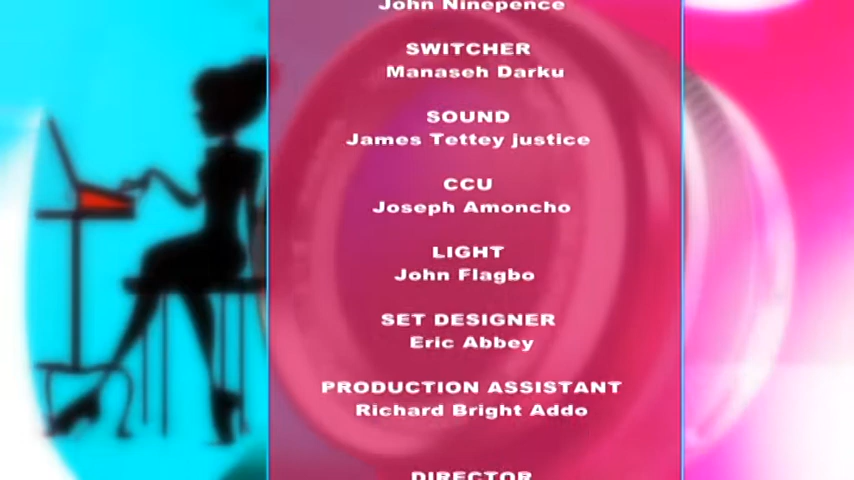 John Ninepence
SWITCHER
Manaseh Darku
SOUND
James Tettey justice
CCU
Joseph Amoncho
LIGHT
John Flagbo
SET DESIGNER
Eric Abbey
PRODUCTION ASSISTANT
Richard Bright Addo
DIRECTOR